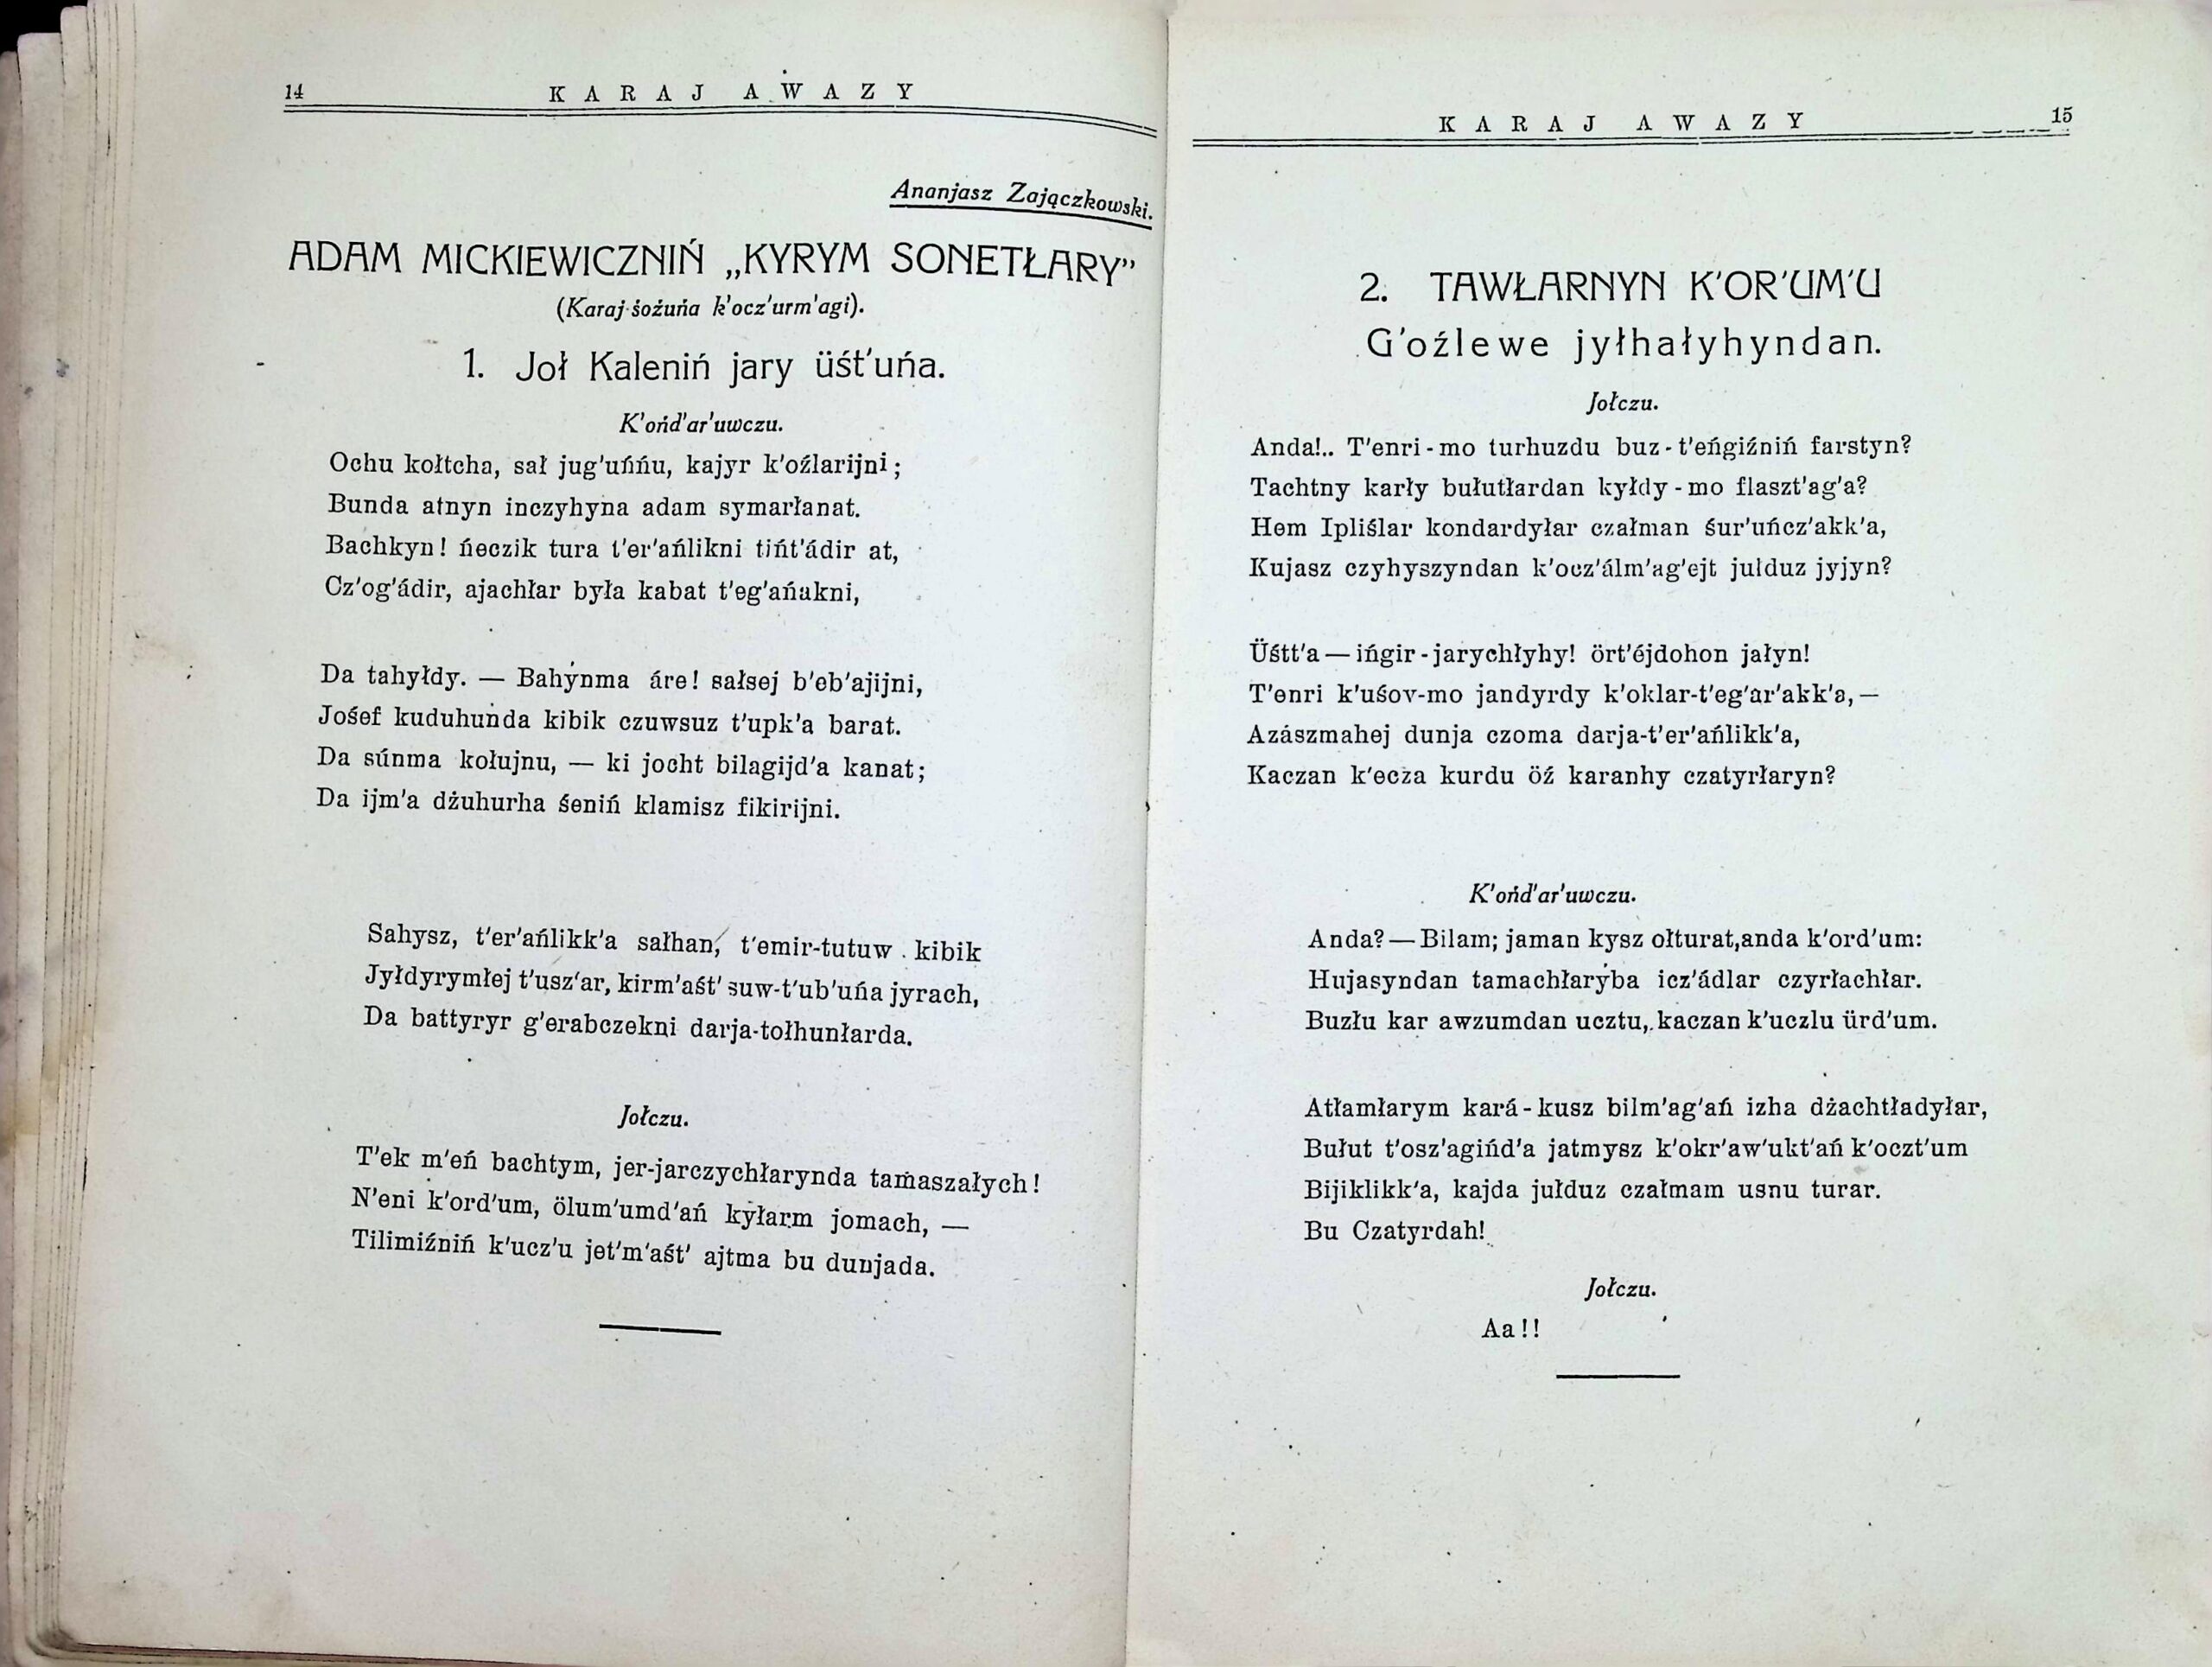 14 KARAJ AWAZY
Ananjasz Zajączkowski.
ADAM MICKIEWICZNIŃ „KYRYM SONETŁARY”
(Karaj-śoźuńa k'ocz'urm'agi).
1. Joł Kaleniń jary üśt'uńa.
K'ońd'ar'uwczu.
Ochu kołtcha, sał jug'uńńu, kajyr k'oźlarijni;
Bunda atnyn inczyhyna adam symarłanat.
Bachkyn! ńeczik tura t'er'ańlikni tińt'ádir at,
Cz'og'ádir, ajachłar była kabat t'eg'ańakni,
Da tahyłdy. — Bahynma áre! sałsej b'eb'ajijni,
Jośef kuduhunda kibik czuwsuz t'upk'a barat.
Da súnma kołujnu, — ki jocht bilagijd'a kanat;
Da ijm'a dżuhurha śeniń klamisz fikirijni.
Sahysz, t'er'ańlikk'a sałhan, t'emir-tutuw kibik
Jyłdyrymłej t'usz'ar, kirm'aśt' suw-t'ub'uńa jyrach,
Da battyryr g'erabczekni darja-tołhunłarda.
Jołczu.
T'ek m'eń bachtym, jer-jarczychłarynda tamaszałych!
N'eni k'ord'um, ölum'umd'ań kyłarm jomach, —
Tilimiźniń k'ucz'u jet'm'aśt' ajtma bu dunjada.
KARAJ AWAZY 15
2. TAWŁARNYN K'OR'UM'U
G'oźlewe jyłhałyhyndan.
Jołczu.
Anda!.. T'enri-mo turhuzdu buz-t'eńgiźniń farstyn?
Tachtny karły bułutłardan kyłdy-mo flaszt'ag'a?
Hem Ipliślar kondardyłar czałman śur'uńcz'akk'a,
Kujasz czyhyszyndan k'ocz'álm'ag'ejt jułduz jyjyn?
Üśtt'a — ińgir-jarychłyhy! ört'éjdohon jałyn!
T'enri k'uśov-mo jandyrdy k'oklar-t'eg'ar'akk'a, —
Azászmahej dunja czoma darja-t'er'ańlikk'a,
Kaczan k'ecza kurdu öź karanhy czatyrłaryn?
K'ońd'ar'uwczu.
Anda? — Bilam; jaman kysz ołturat, anda k'ord'um:
Hujasyndan tamachłaryba icz'ádlar czyrłachłar.
Buzłu kar awzumdan ucztu, kaczan k'uczlu ürd'um.
Atłamłarym kará-kusz bilm'ag'ań izha dżachtładyłar,
Bułut t'osz'agińd'a jatmysz k'okr'aw'ukt'ań k'oczt'um
Bijiklikk'a, kajda jułduz czałmam usnu turar.
Bu Czatyrdah!
Jołczu.
Aa!!